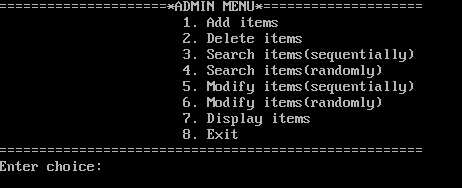 =====================*ADMIN MENU*====================
1. Add items
2. Delete items
3. Search items(sequentially)
4. Search items(randomly)
5. Modify items(sequentially)
6. Modify items(randomly)
7. Display items
8. Exit
=====================================================
Enter choice: